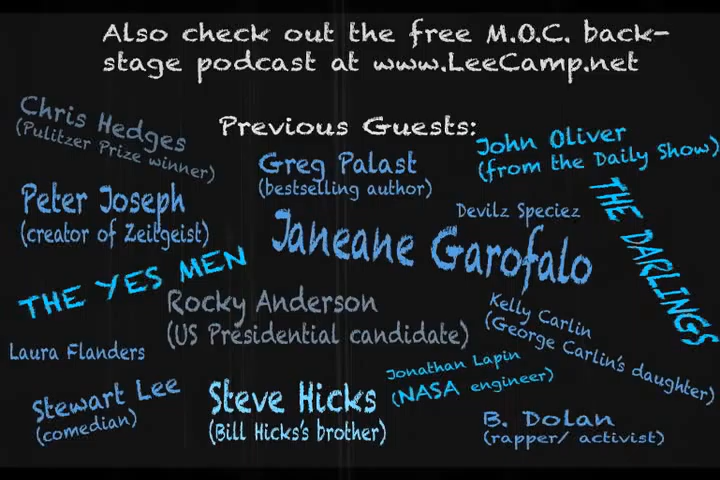 Also check out the free M.O.C. back-
stage podcast at www.LeeCamp.net
Previous Guests:
Chris Hedges
(Pulitzer Prize winner)
Greg Palast
(bestselling author)
John Oliver
(from the Daily Show)
Peter Joseph
(creator of Zeitgeist)
Janeane Garofalo
Devilz Speciez
THE DARLINGS
THE YES MEN
Rocky Anderson
(US Presidential candidate)
Kelly Carlin
(George Carlin's daughter)
Laura Flanders
Jonathan Lapin
(NASA engineer)
Stewart Lee
(comedian)
Steve Hicks
(Bill Hicks's brother)
B. Dolan
(rapper/ activist)